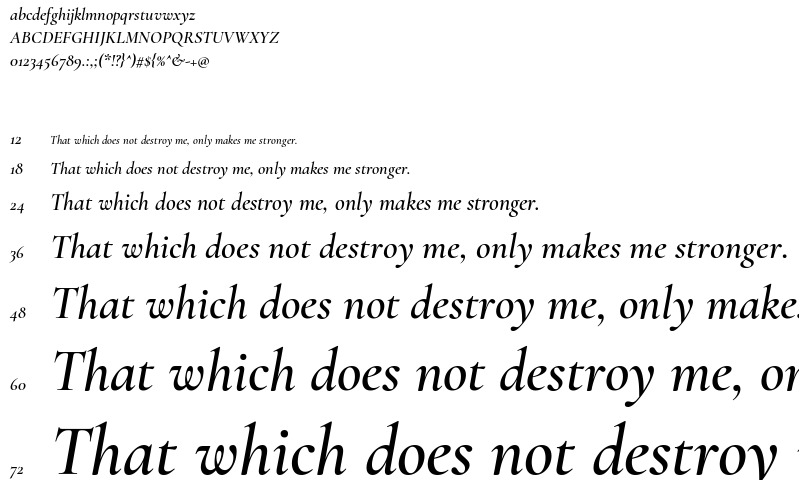 abcdefghijklmnopqrstuvwxyz
ABCDEFGHIJKLMNOPQRSTUVWXYZ
0123456789.:,;(*!?}^)#${%^&-+@
12 That which does not destroy me, only makes me stronger.
18 That which does not destroy me, only makes me stronger.
24 That which does not destroy me, only makes me stronger.
36 That which does not destroy me, only makes me stronger.
48 That which does not destroy me, only make
60 That which does not destroy me,
72 That which does not destroy